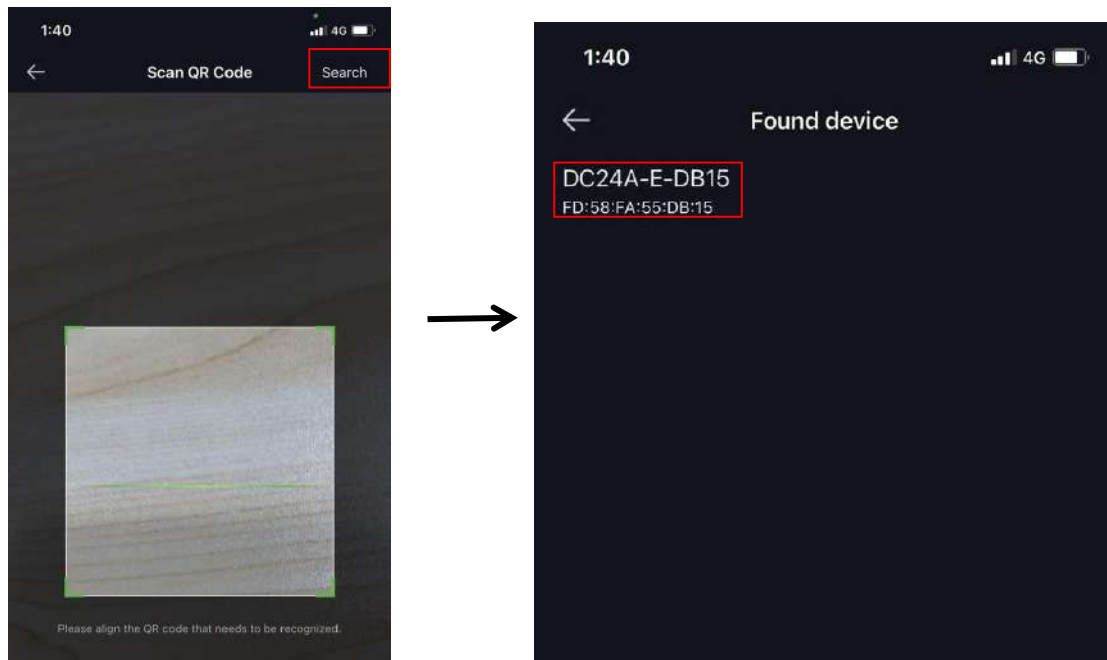 1:40
4G
Scan QR Code
Search
Please align the QR code that needs to be recognized.
1:40
4G
Found device
DC24A-E-DB15
FD:58:FA:55:DB:15